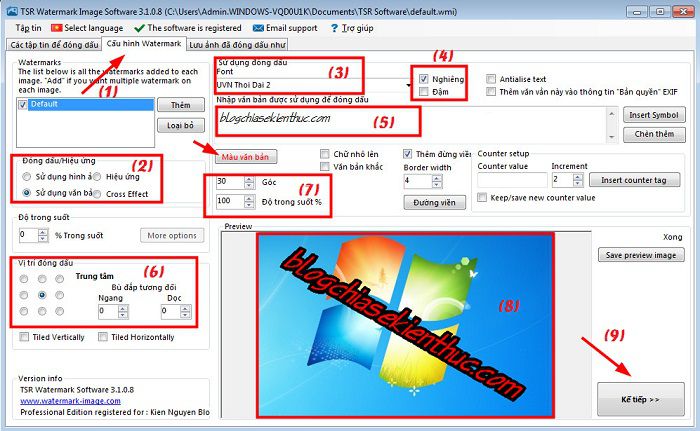 TSR Watermark Image Software 3.1.0.8 (C:\Users\Admin.WINDOWS-VQD0U1K\Documents\TSR Software\default.wmi)
Tập tin Select language The software is registered Email support Trợ giúp
Các tập tin để đóng dấu Cấu hình Watermark Lưu ảnh đã đóng dấu như
Watermarks
The list below is all the watermarks added to each
image. "Add" if you want multiple watermark on
each image.
(1)
Default
Thêm
Loại bỏ
Sử dụng đóng dấu
Font
(3)
UVN Thoi Dai 2
(4)
Nghiêng
Đậm
Antialise text
Thêm văn vản này vào thông tin "Bản quyền" EXIF
Nhập văn bản được sử dụng để đóng dấu
blogchiasekienthuc.com
(5)
Insert Symbol
Chén thêm
Đóng dấu/Hiệu ứng
(2)
Sử dụng hình ả Hiệu ứng
Sử dụng văn bả Cross Effect
Màu văn bản
Chữ nhô lên
Văn bản khắc
30 Góc
100 Độ trong suốt %
(7)
Thêm đừng viền
Border width
4
Đường viền
Counter setup
Counter value Increment
2
Insert counter tag
Keep/save new counter value
Độ trong suốt
0 % Trong suốt More options
Vị trí đóng dấu
(6)
Trung tâm
Bù đắp tương đối
Ngang Dọc
0 0
Tiled Vertically Tiled Horizontally
Preview
blogchiasekienthuc.com
(8)
Xong
Save preview image
(9)
Kế tiếp >>
Version info
TSR Watermark Software 3.1.0.8
www.watermark-image.com
Professional Edition registered for : Kien Nguyen Blo